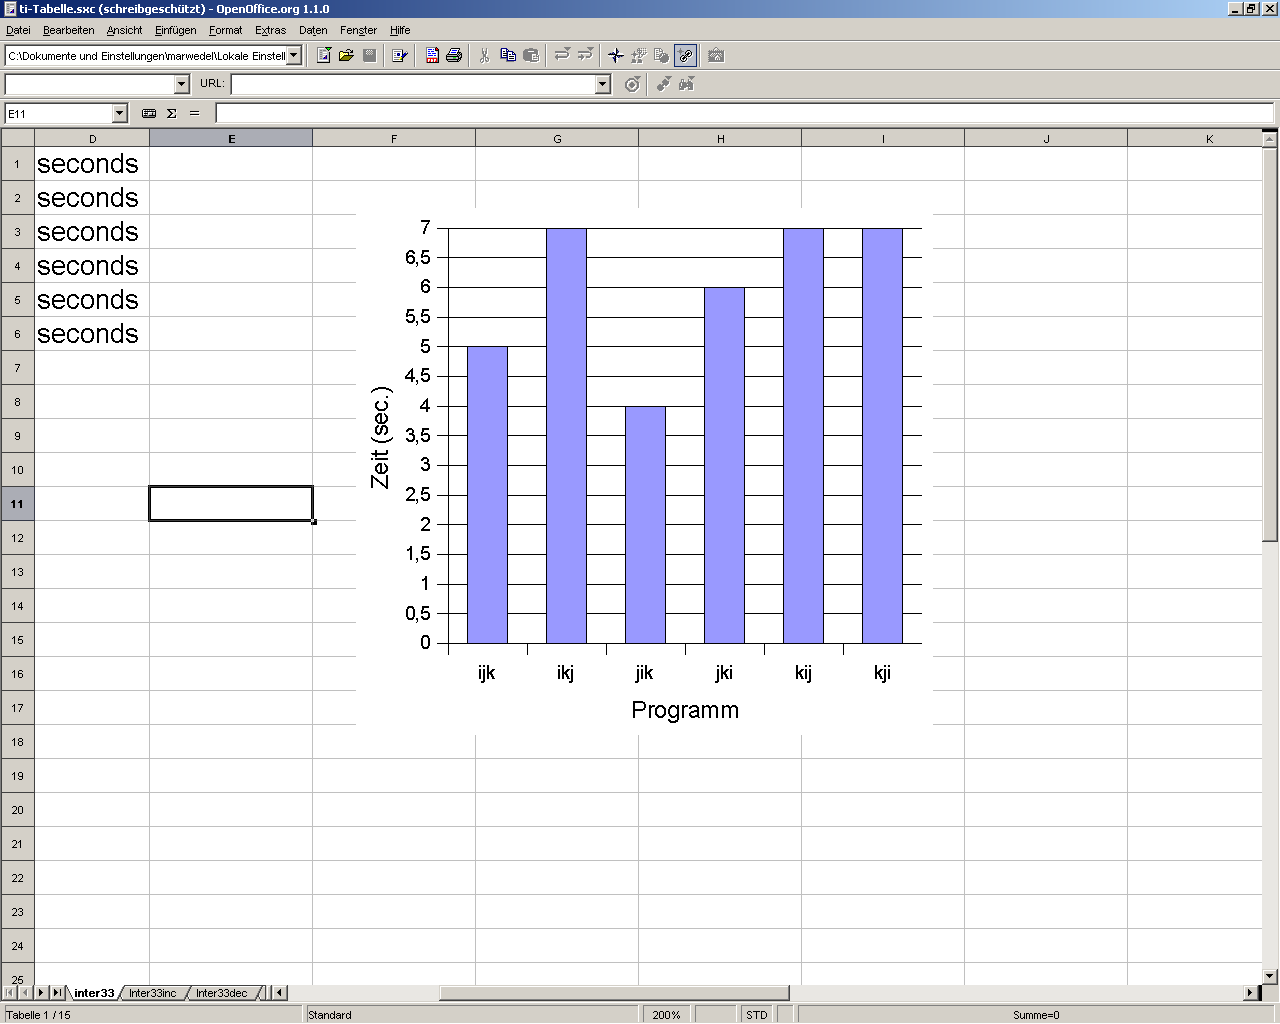 ti-Tabelle.sxc (schreibgeschützt) - OpenOffice.org 1.1.0
Datei Bearbeiten Ansicht Einfügen Format Extras Daten Fenster Hilfe
C:\Dokumente und Einstellungen\marwedel\Lokale Einstell
URL:
E11 Σ =
D E F G H I J K
1 seconds
2 seconds
3 seconds
4 seconds
5 seconds
6 seconds
7
8
9
10
11
12
13
14
15
16
17
18
19
20
21
22
23
24
25
7
6,5
6
5,5
5
4,5
4
3,5
3
2,5
2
1,5
1
0,5
0
Zeit (sec.)
ijk ikj jik jki kij kji
Programm
inter33 Inter33inc Inter33dec
Tabelle 1 / 15 Standard 200% STD Summe=0